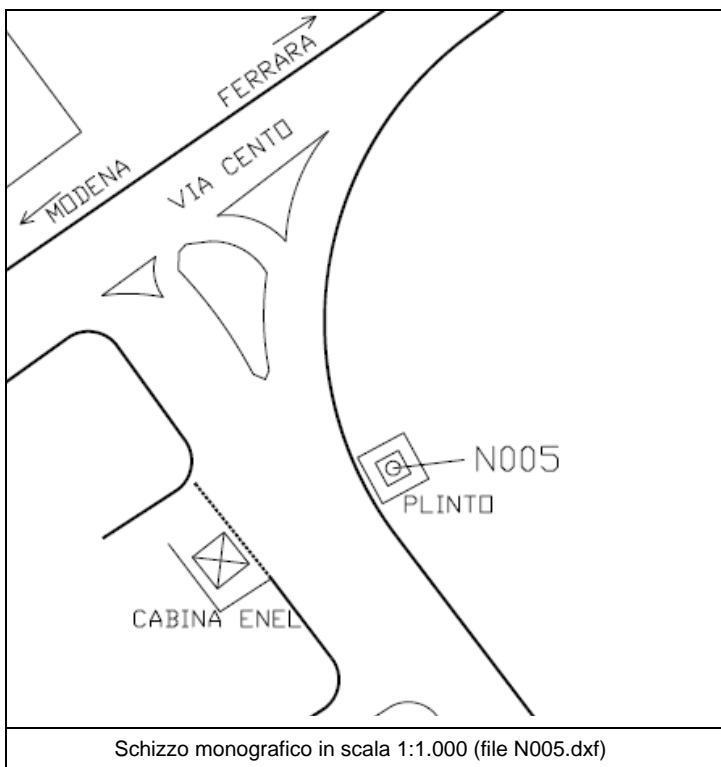 FERRARA
VIA CENTO
MODENA
N005
PLINTO
CABINA ENEL
Schizzo monografico in scala 1:1.000 (file N005.dxf)